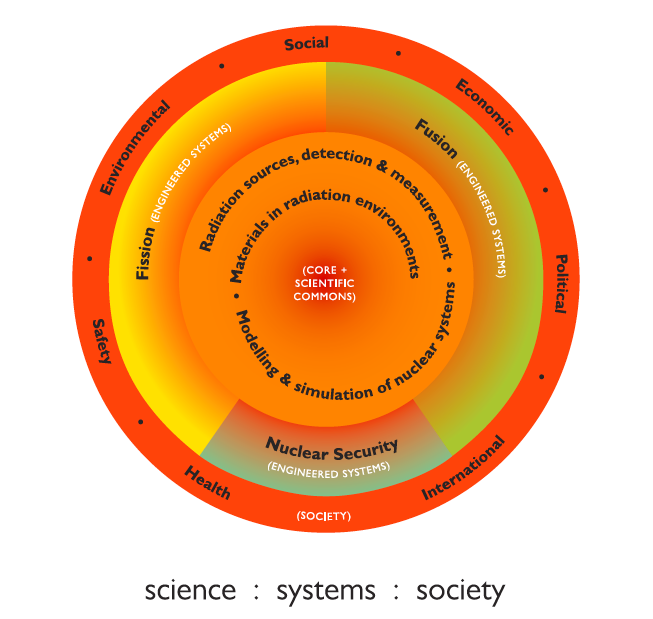 Social
Economic
Political
International
(SOCIETY)
Health
Safety
Environmental
Fission (ENGINEERED SYSTEMS)
Fusion (ENGINEERED SYSTEMS)
Nuclear Security
(ENGINEERED SYSTEMS)
Radiation sources, detection & measurement •
Materials in radiation environments
• Modelling & simulation of nuclear systems
(CORE +
SCIENTIFIC
COMMONS)
science : systems : society